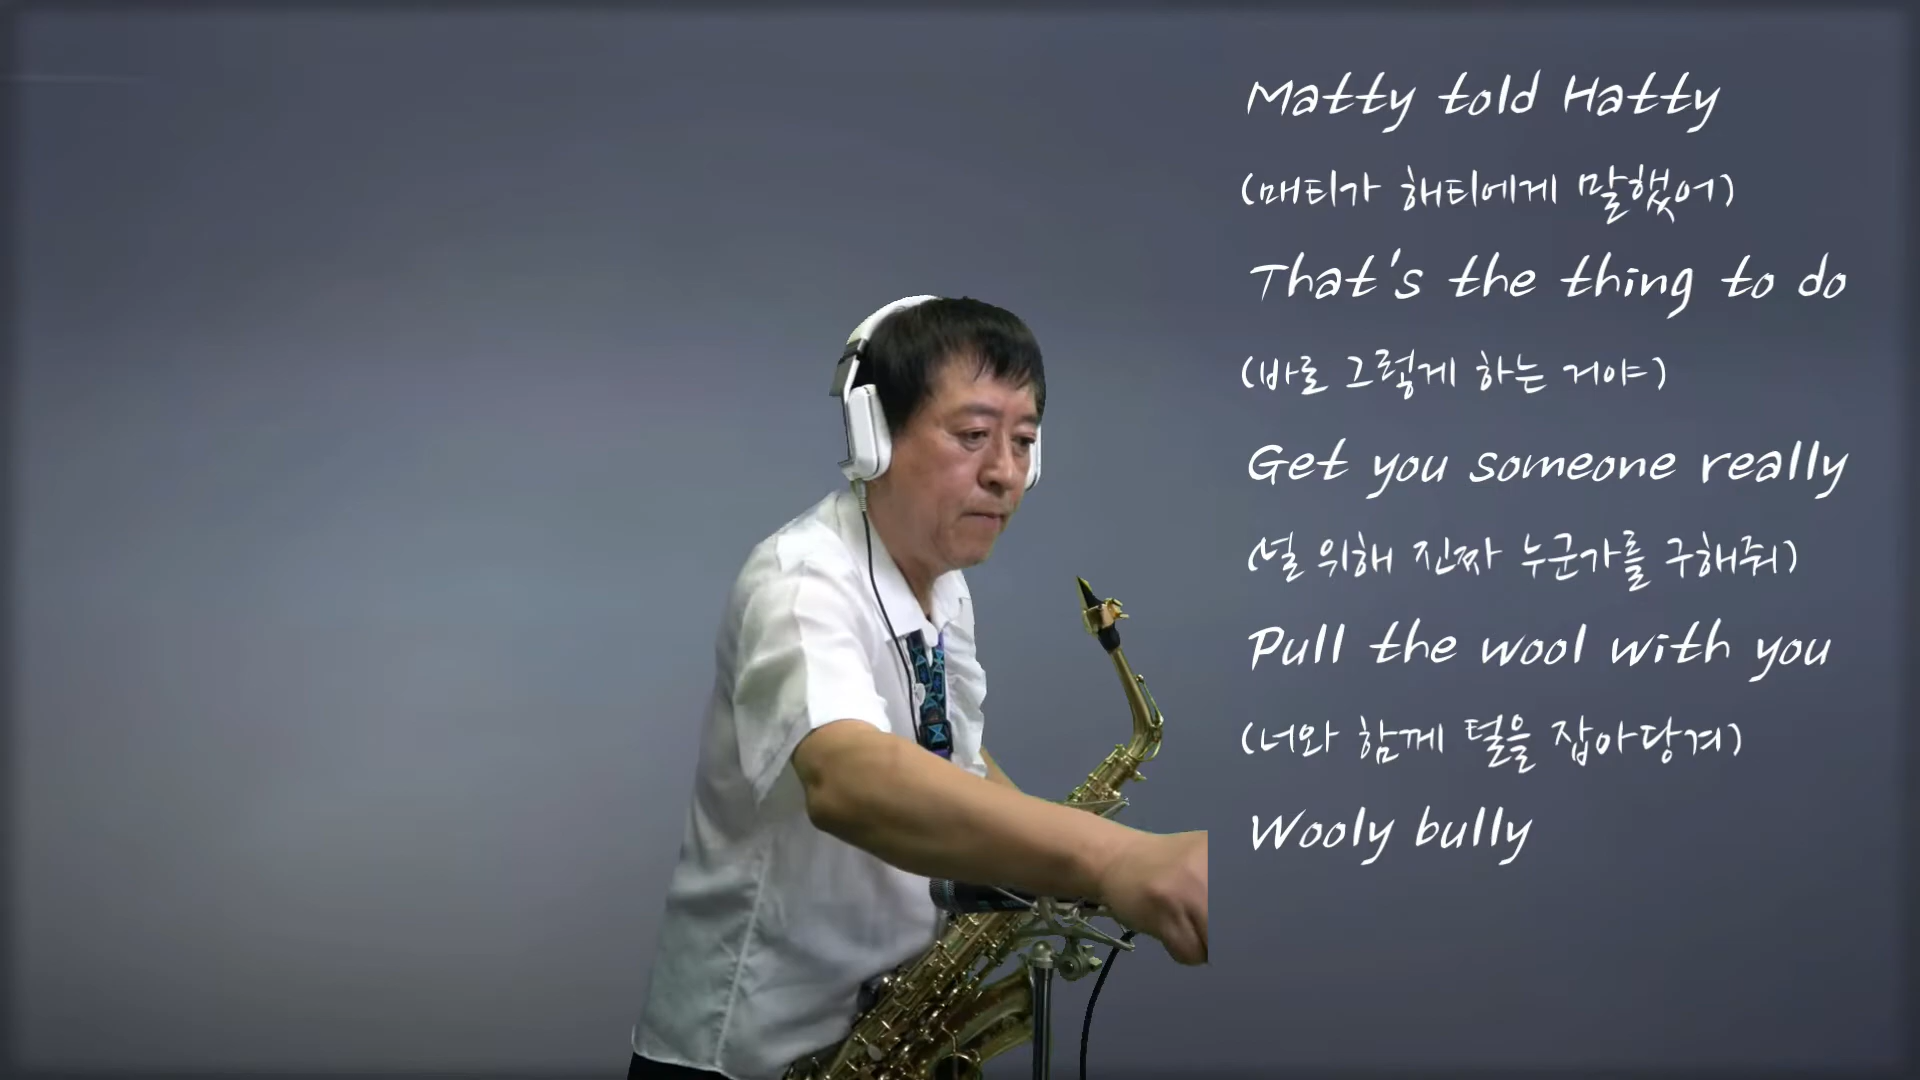 Matty told Hatty
(매티가 해티에게 말했어)
That's the thing to do
(바로 그렇게 하는 거야)
Get you someone really
(널 위해 진짜 누군가를 구해줘)
Pull the wool with you
(너와 함께 털을 잡아당겨)
Wooly bully